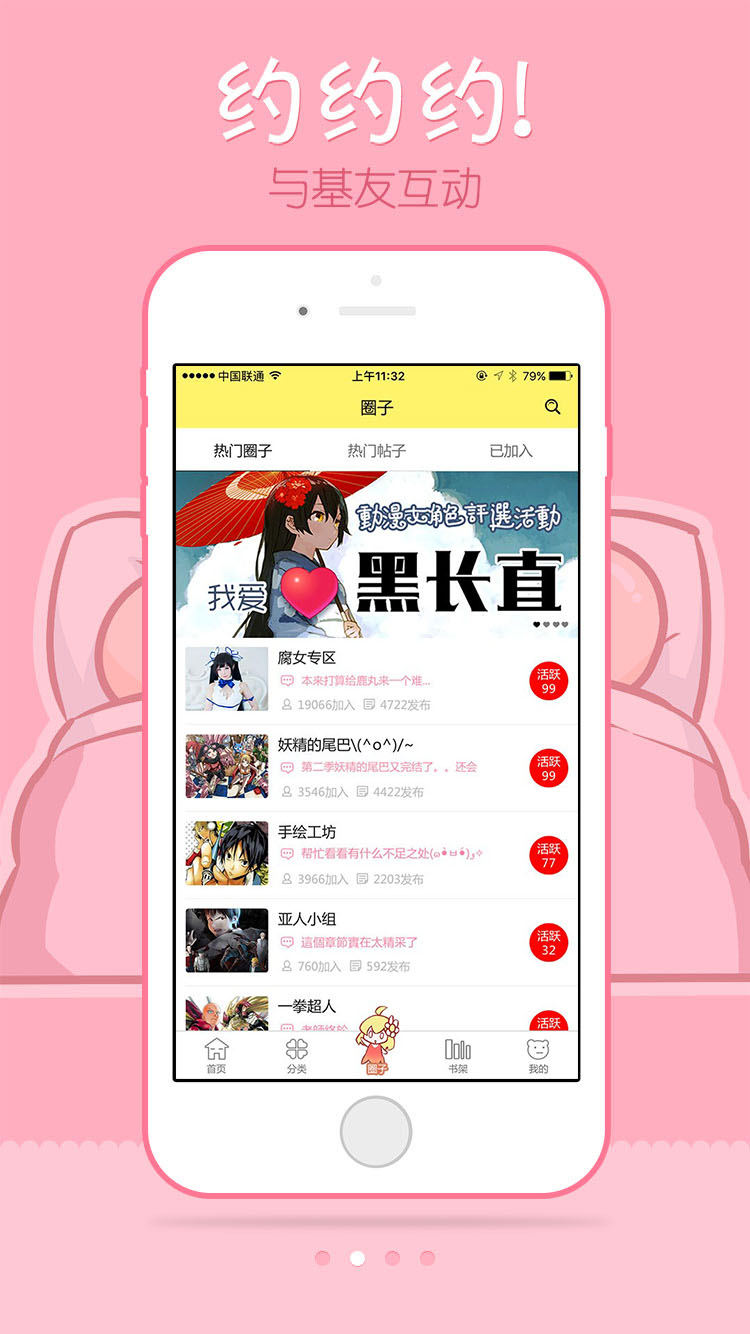 约约约!
与基友互动
中国联通 上午11:32 79%
圈子
热门圈子 热门帖子 已加入
動漫女角色評選活動
我爱 黑长直
腐女专区
本来打算给鹿丸来一个难...
19066加入 4722发布
活跃
99
妖精的尾巴\(^o^)/~
第二季妖精的尾巴又完结了。。还会
3546加入 4422发布
活跃
99
手绘工坊
帮忙看看有什么不足之处(๑•̀ㅂ•́)و✧
3966加入 2203发布
活跃
77
亚人小组
這個章節實在太精采了
760加入 592发布
活跃
32
一拳超人
活跃
首页 分类 圈子 书架 我的